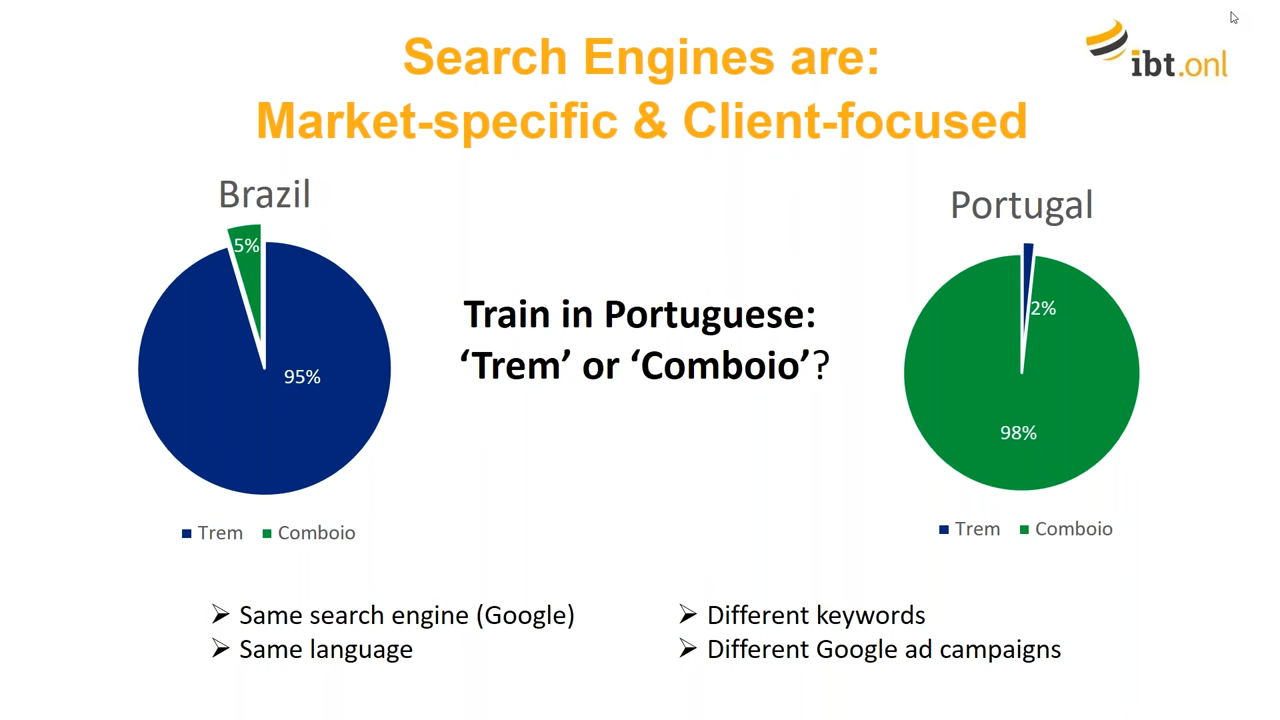 Search Engines are:
Market-specific & Client-focused
ibt.onl
Brazil
5%
95%
Trem Comboio
Train in Portuguese:
‘Trem’ or ‘Comboio’?
Portugal
2%
98%
Trem Comboio
➢ Same search engine (Google)
➢ Same language
➢ Different keywords
➢ Different Google ad campaigns